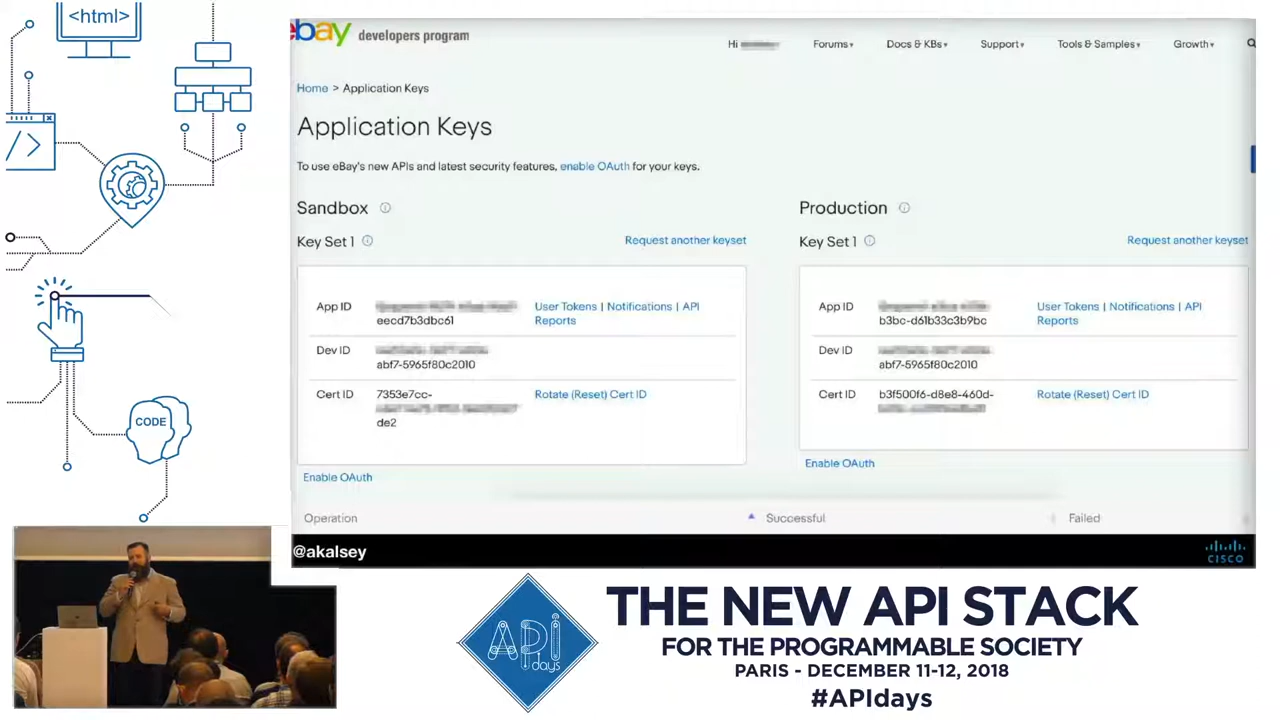 <html>
</>
CODE
ebay developers program
Hi
Forums
Docs & KBs
Support
Tools & Samples
Growth
Home > Application Keys
Application Keys
To use eBay's new APIs and latest security features, enable OAuth for your keys.
Sandbox
Key Set 1
Request another keyset
App ID
eecd7b3dbc61
User Tokens | Notifications | API
Reports
Dev ID
abf7-5965f80c2010
Cert ID
7353e7cc-
de2
Rotate (Reset) Cert ID
Enable OAuth
Production
Key Set 1
Request another keyset
App ID
b3bc-d61b33c3b9bc
User Tokens | Notifications | API
Reports
Dev ID
abf7-5965f80c2010
Cert ID
b3f500f6-d8e8-460d-
Rotate (Reset) Cert ID
Enable OAuth
Operation
Successful
Failed
@akalsey
CISCO
API
days
THE NEW API STACK
FOR THE PROGRAMMABLE SOCIETY
PARIS - DECEMBER 11-12, 2018
#APIdays